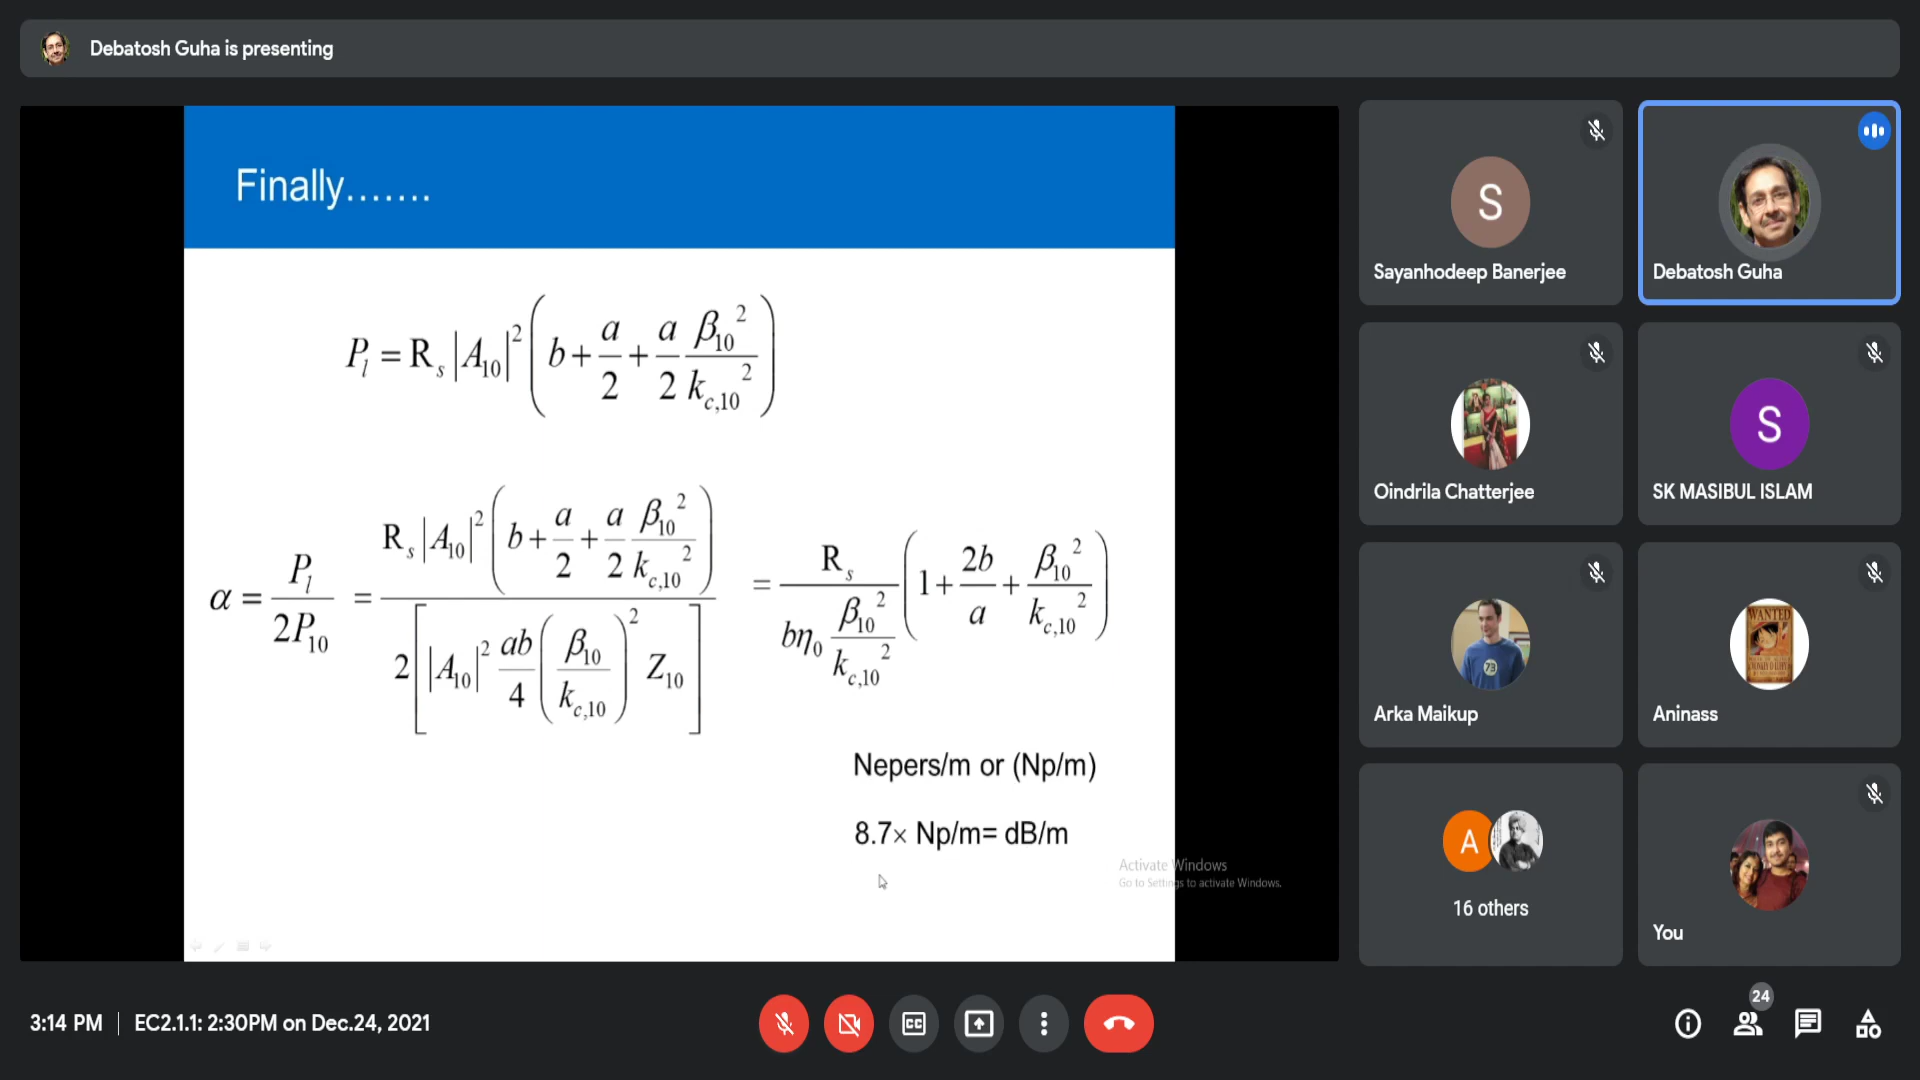 Debatosh Guha is presenting
Finally.......
P_l = R_s |A_10|^2 ( b + a/2 + a/2 β_10^2/k_c,10^2 )
α = P_l/2P_10 = R_s |A_10|^2 ( b + a/2 + a/2 β_10^2/k_c,10^2 ) / 2[ |A_10|^2 ab/4 ( β_10/k_c,10 )^2 Z_10 ] = R_s / bη_0 β_10^2/k_c,10^2 ( 1 + 2b/a + β_10^2/k_c,10^2 )
Nepers/m or (Np/m)
8.7× Np/m= dB/m
Activate Windows
Go to Settings to activate Windows.
S
Sayanhodeep Banerjee
Debatosh Guha
Oindrila Chatterjee
S
SK MASIBUL ISLAM
73
Arka Maikup
WANTED
Aninass
A
16 others
You
3:14 PM | EC2.1.1: 2:30PM on Dec.24, 2021
CC
24